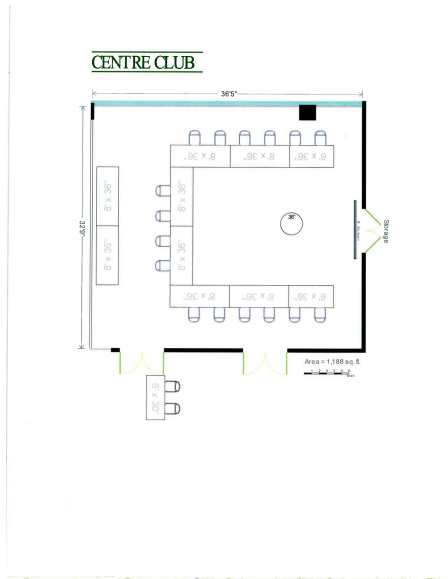 CENTRE CLUB
36'5"
8' x 36"
8' x 36"
6' x 36"
8' x 36"
8' x 36"
36"
Storage
32'9"
8' x 36"
8' x 36"
8' x 36"
8' x 36"
6' x 36"
Area = 1,188 sq. ft.
6' x 30"